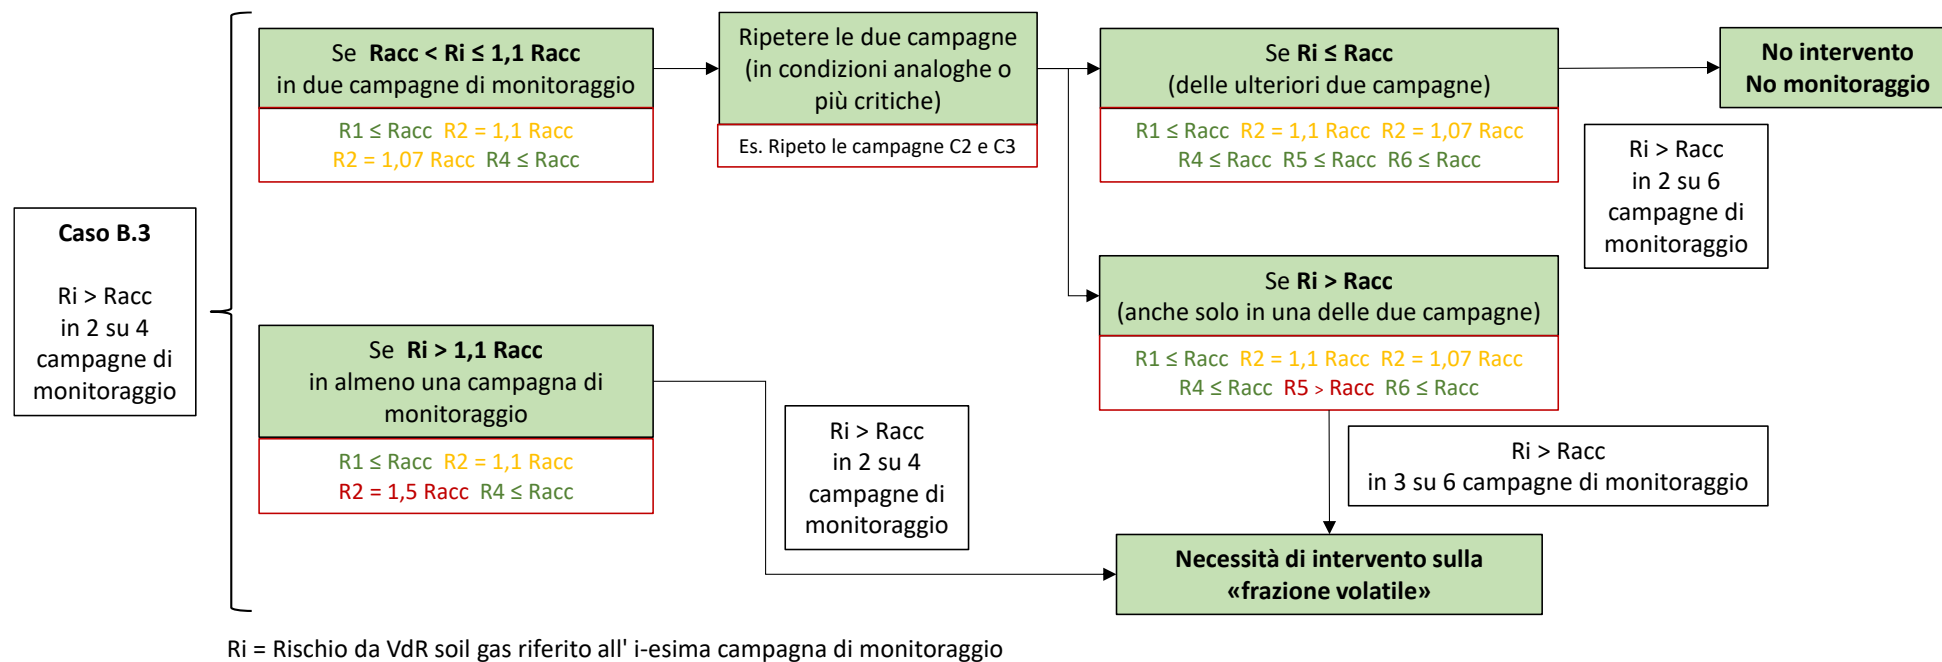 Caso B.3
Ri > Racc
in 2 su 4
campagne di
monitoraggio
Se Racc < Ri ≤ 1,1 Racc
in due campagne di monitoraggio
R1 ≤ Racc R2 = 1,1 Racc
R2 = 1,07 Racc R4 ≤ Racc
Ripetere le due campagne
(in condizioni analoghe o
più critiche)
Es. Ripeto le campagne C2 e C3
Se Ri ≤ Racc
(delle ulteriori due campagne)
R1 ≤ Racc R2 = 1,1 Racc R2 = 1,07 Racc
R4 ≤ Racc R5 ≤ Racc R6 ≤ Racc
No intervento
No monitoraggio
Ri > Racc
in 2 su 6
campagne di
monitoraggio
Se Ri > Racc
(anche solo in una delle due campagne)
R1 ≤ Racc R2 = 1,1 Racc R2 = 1,07 Racc
R4 ≤ Racc R5 > Racc R6 ≤ Racc
Se Ri > 1,1 Racc
in almeno una campagna di
monitoraggio
R1 ≤ Racc R2 = 1,1 Racc
R2 = 1,5 Racc R4 ≤ Racc
Ri > Racc
in 2 su 4
campagne di
monitoraggio
Ri > Racc
in 3 su 6 campagne di monitoraggio
Necessità di intervento sulla
«frazione volatile»
Ri = Rischio da VdR soil gas riferito all' i-esima campagna di monitoraggio